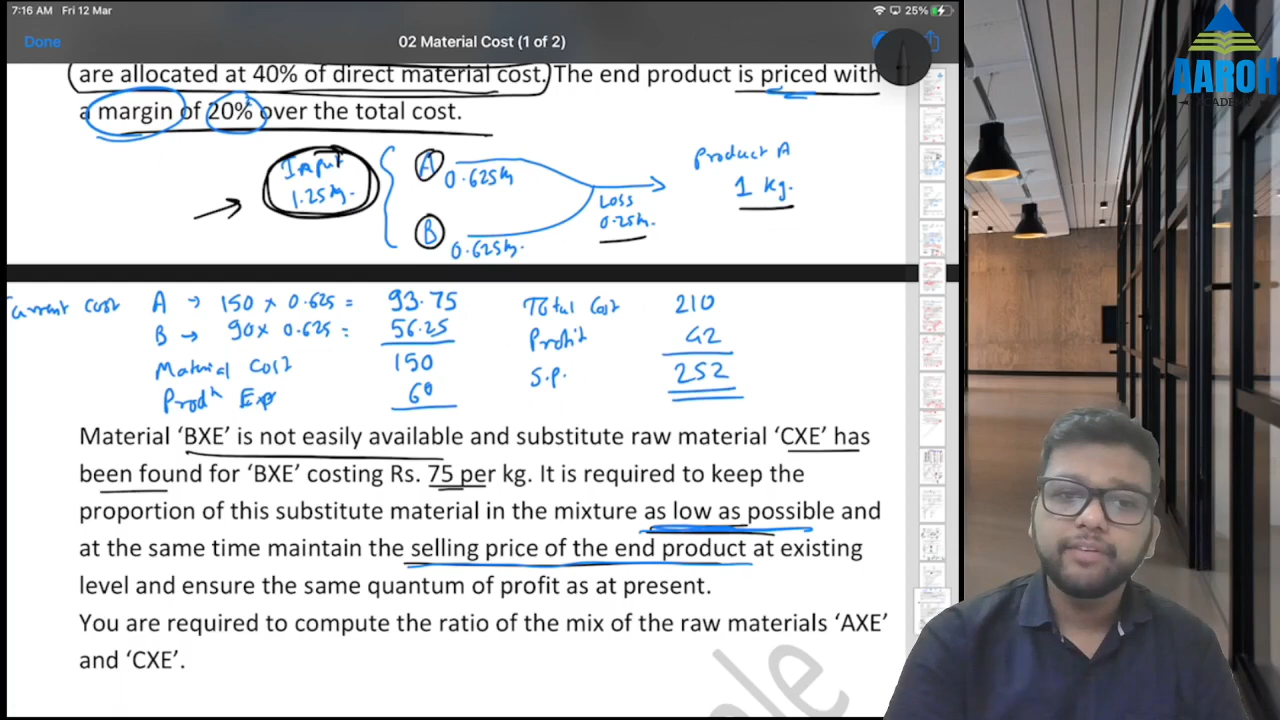 7:16 AM Fri 12 Mar
25%
Done
02 Material Cost (1 of 2)
AAROH
ACADEMY
are allocated at 40% of direct material cost. The end product is priced with
a margin of 20% over the total cost.
Input
1.25kg.
A
0.625kg
B
0.625kg.
Loss
0.25kg.
Product A
1 kg.
Current Cost A → 150 x 0.625 = 93.75
B → 90 x 0.625 = 56.25
Material Cost 150
Prodn Exp 60
Total Cost 210
Profit 42
S.P. 252
Material ‘BXE’ is not easily available and substitute raw material ‘CXE’ has
been found for ‘BXE’ costing Rs. 75 per kg. It is required to keep the
proportion of this substitute material in the mixture as low as possible and
at the same time maintain the selling price of the end product at existing
level and ensure the same quantum of profit as at present.
You are required to compute the ratio of the mix of the raw materials ‘AXE’
and ‘CXE’.